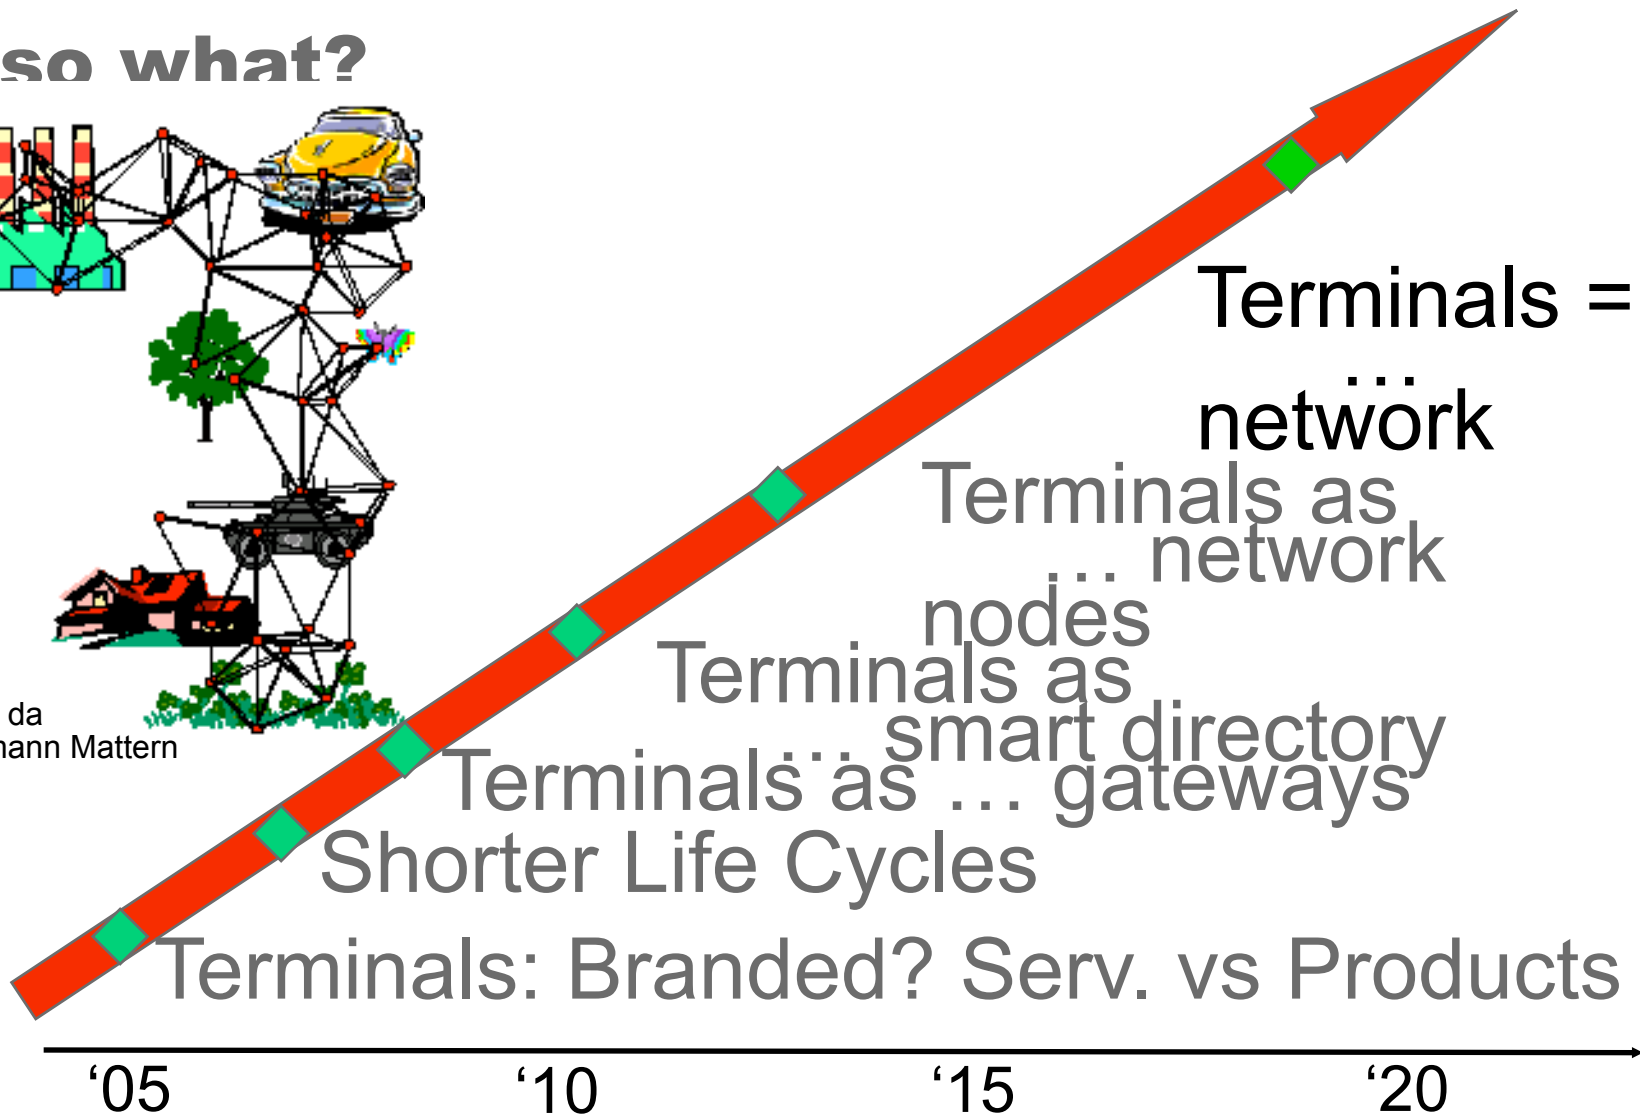 so what?
Terminals =
… 
network
Terminals as
… network
nodes
Terminals as
… smart directory
Terminals as … gateways
da
Mattern
Shorter Life Cycles
Terminals: Branded? Serv. vs Products
‘05 ‘10 ‘15 ‘20